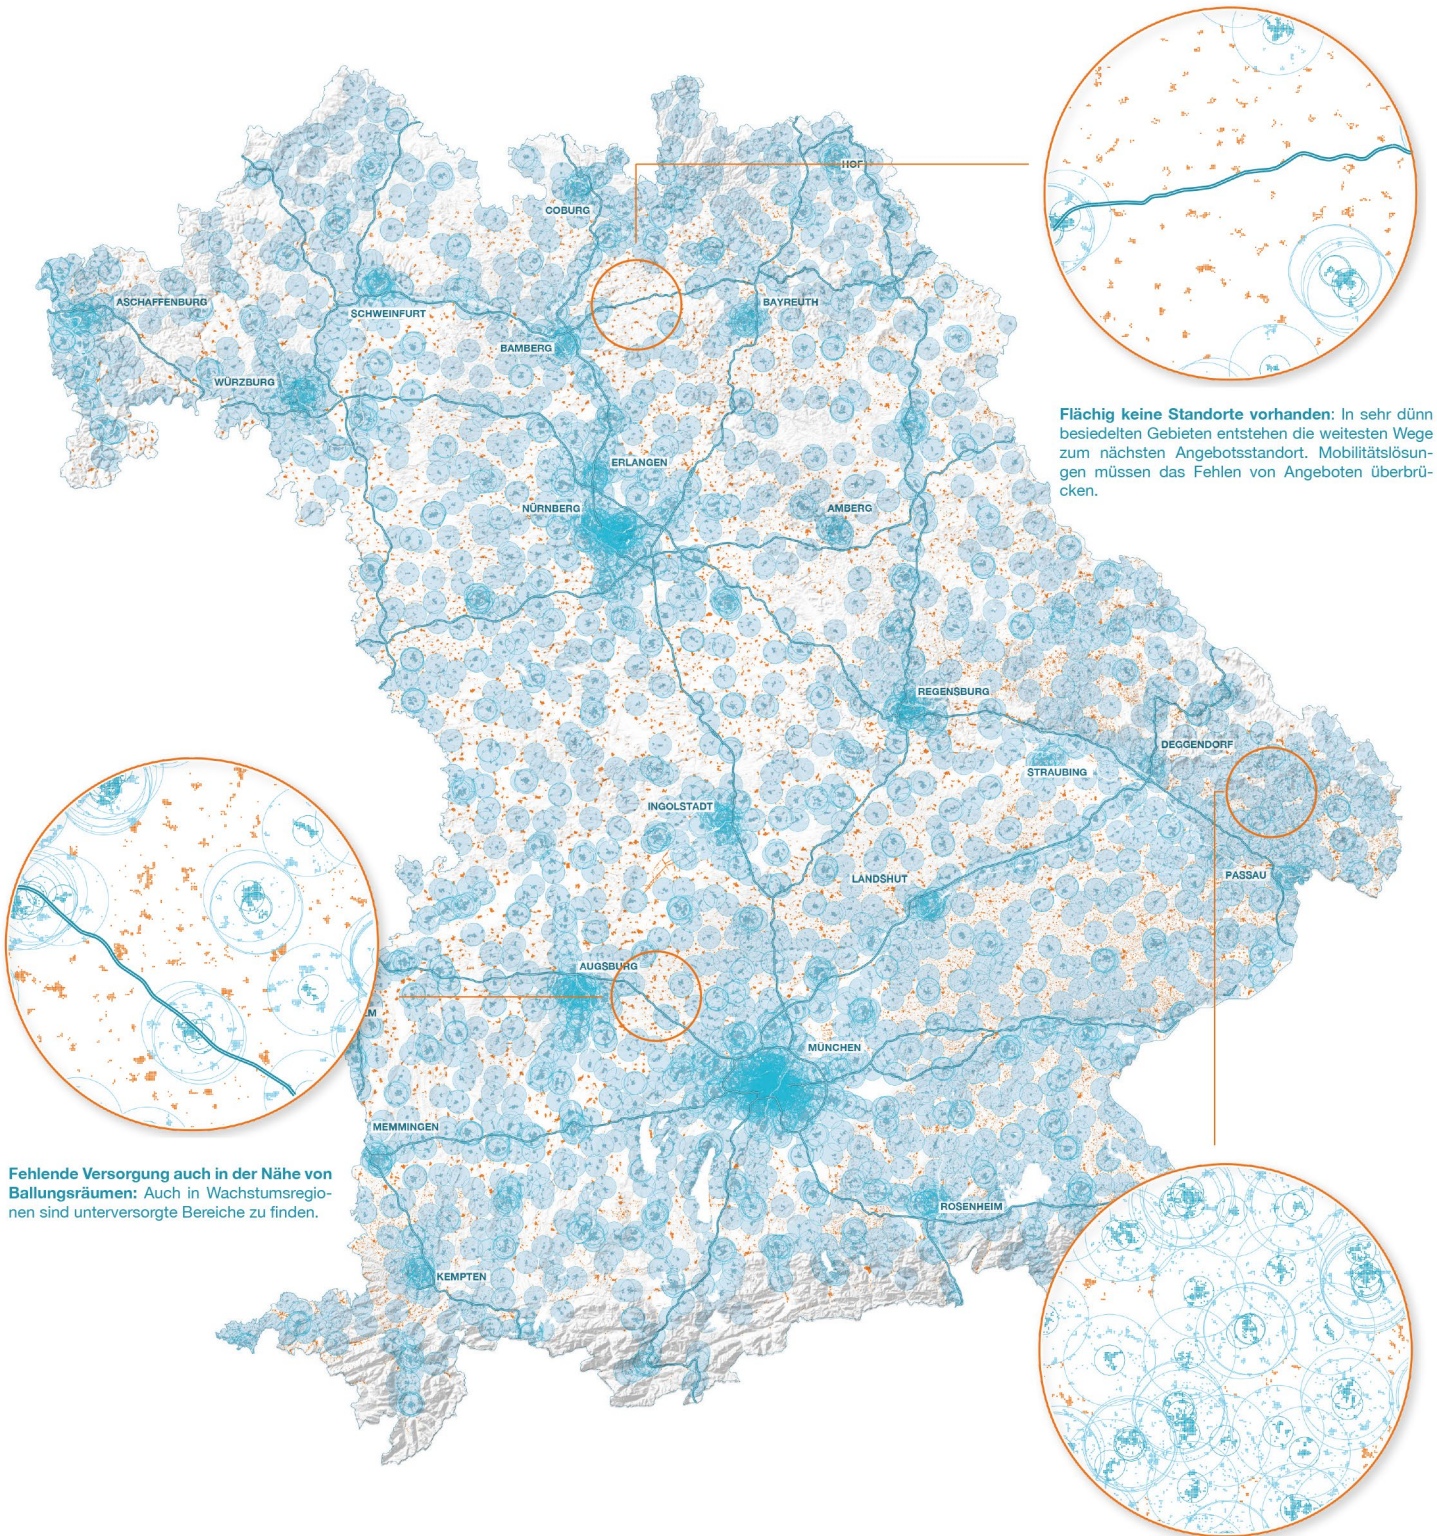 HOF
COBURG
ASCHAFFENBURG
SCHWEINFURT
BAYREUTH
BAMBERG
WÜRZBURG
Flächig keine Standorte vorhanden: In sehr dünn
besiedelten Gebieten entstehen die weitesten Wege
zum nächsten Angebotsstandort. Mobilitätslösun-
gen müssen das Fehlen von Angeboten überbrü-
cken.
ERLANGEN
NÜRNBERG
AMBERG
REGENSBURG
DEGGENDORF
STRAUBING
INGOLSTADT
LANDSHUT
PASSAU
AUGSBURG
LM
MÜNCHEN
MEMMINGEN
Fehlende Versorgung auch in der Nähe von
Ballungsräumen: Auch in Wachstumsregio-
nen sind unterversorgte Bereiche zu finden.
ROSENHEIM
KEMPTEN